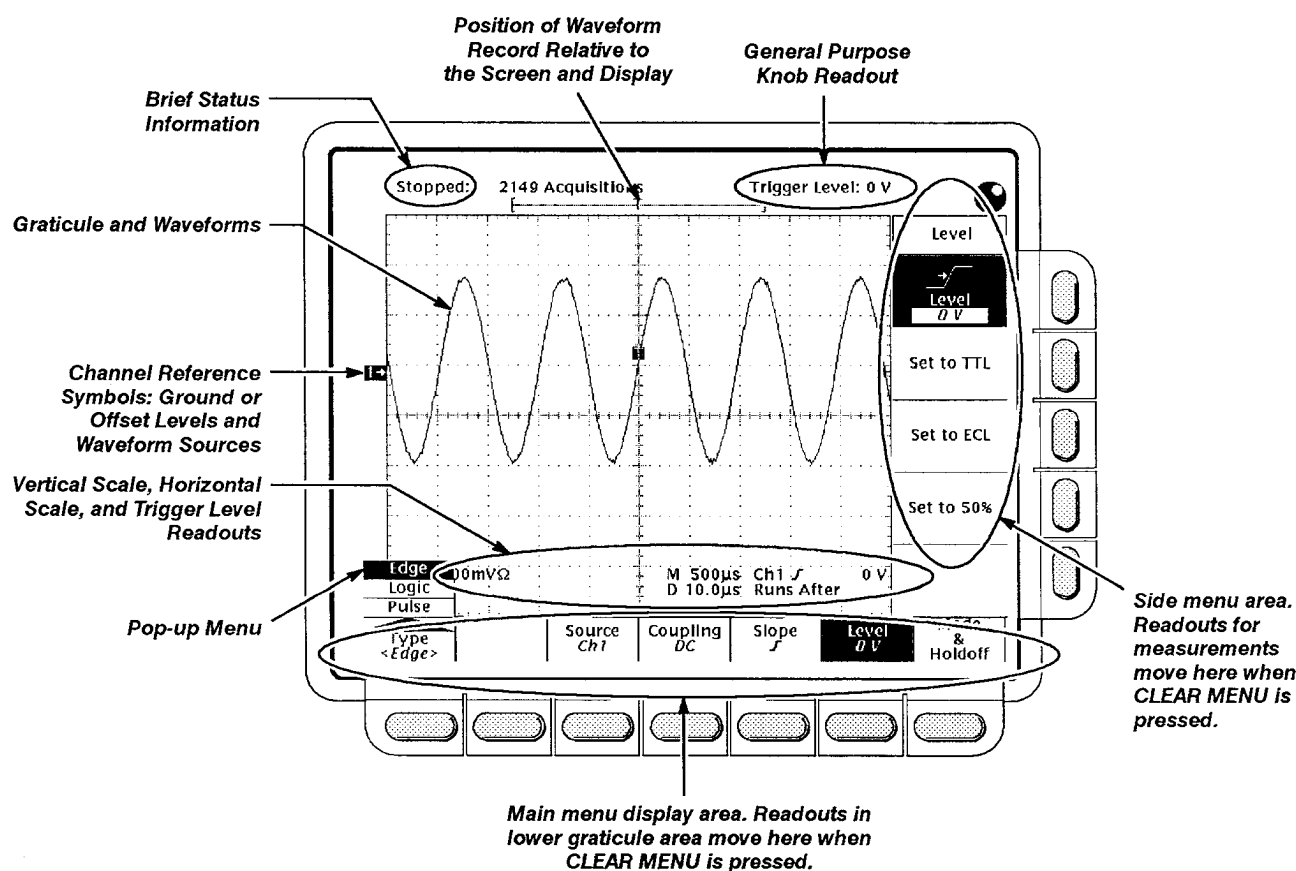 Position of Waveform
Record Relative to
the Screen and Display
General Purpose
Knob Readout
Brief Status
Information
Stopped:
2149 Acquisitions
Trigger Level: 0 V
Graticule and Waveforms
Level
Level
0 V
Channel Reference
Symbols: Ground or
Offset Levels and
Waveform Sources
Set to TTL
Set to ECL
Vertical Scale, Horizontal
Scale, and Trigger Level
Readouts
Set to 50%
Edge
Logic
Pulse
00mVΩ
M 500µs Ch1 0 V
D 10.0µs Runs After
Pop-up Menu
Type
<Edge>
Source
Ch1
Coupling
DC
Slope
Level
0 V
&
Holdoff
Side menu area.
Readouts for
measurements
move here when
CLEAR MENU is
pressed.
Main menu display area. Readouts in
lower graticule area move here when
CLEAR MENU is pressed.